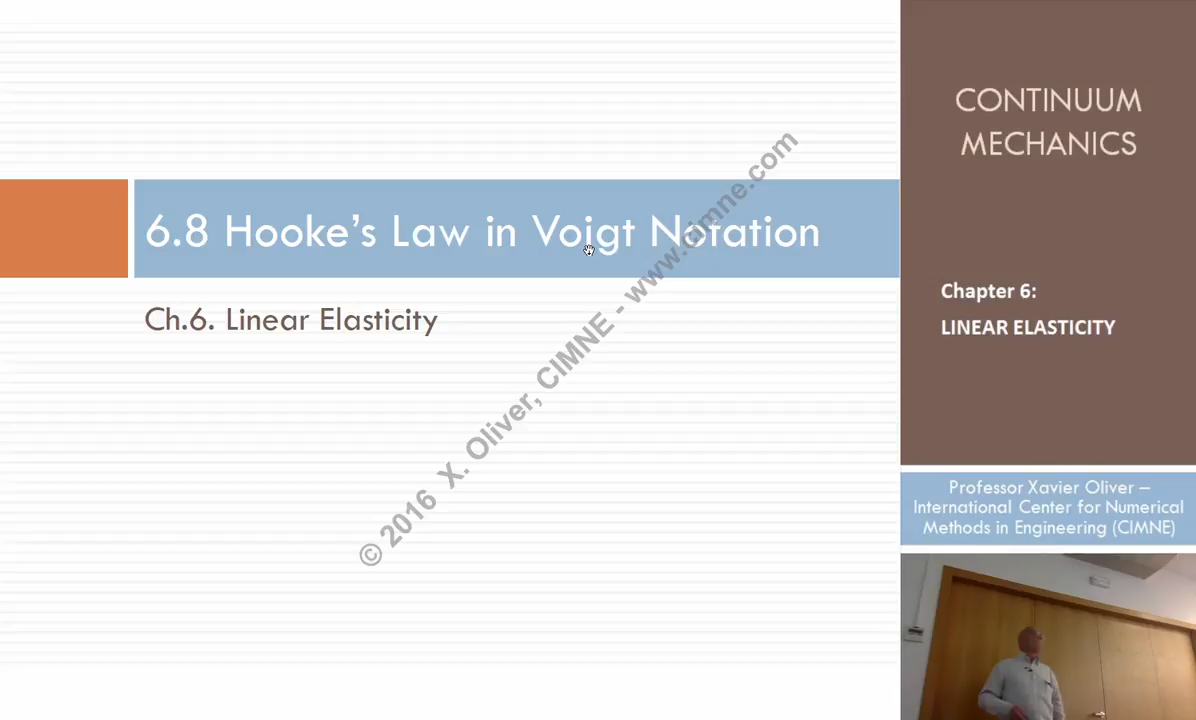 6.8 Hooke's Law in Voigt Notation
Ch.6. Linear Elasticity
© 2016 X. Oliver, CIMNE - www.cimne.com
CONTINUUM
MECHANICS
Chapter 6:
LINEAR ELASTICITY
Professor Xavier Oliver –
International Center for Numerical
Methods in Engineering (CIMNE)